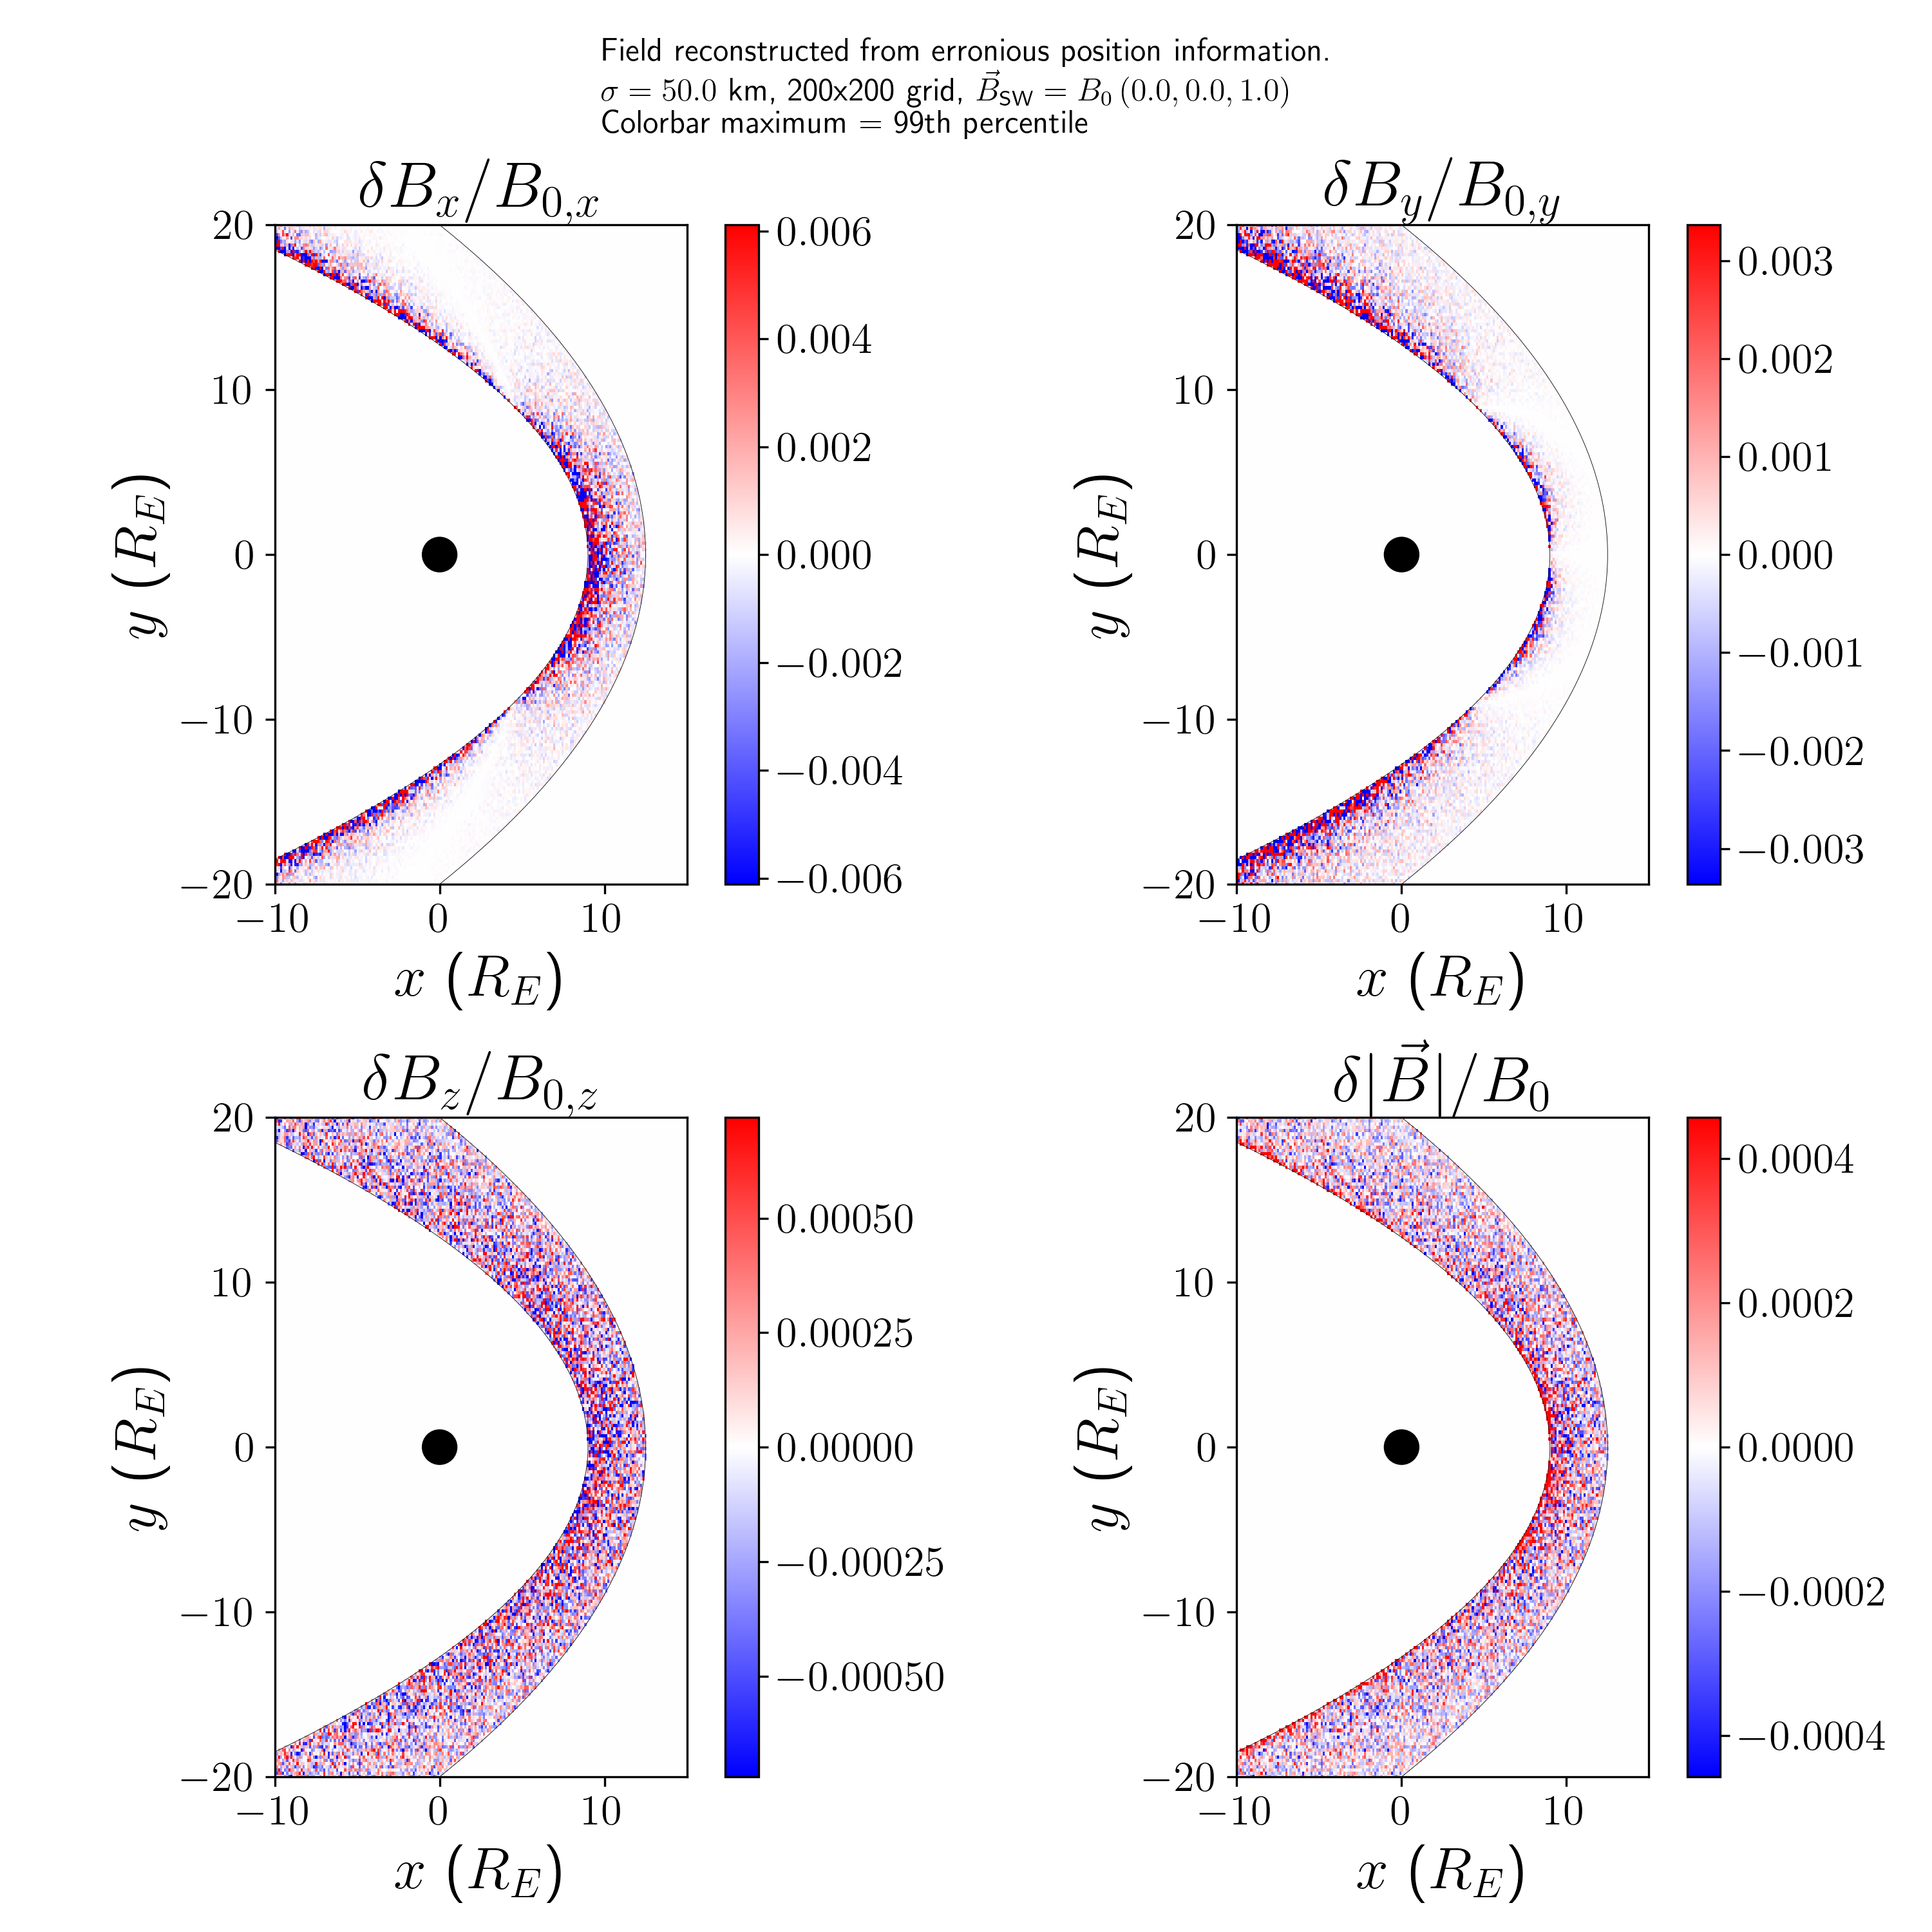 Field reconstructed from erronious position information.
σ = 50.0 km, 200x200 grid, B⃗_SW = B_0 (0.0, 0.0, 1.0)
Colorbar maximum = 99th percentile
δB_x/B_{0,x}
20
10
0
−10
−20
−10 0 10
y (R_E)
x (R_E)
0.006
0.004
0.002
0.000
−0.002
−0.004
−0.006
δB_y/B_{0,y}
20
10
0
−10
−20
−10 0 10
y (R_E)
x (R_E)
0.003
0.002
0.001
0.000
−0.001
−0.002
−0.003
δB_z/B_{0,z}
20
10
0
−10
−20
−10 0 10
y (R_E)
x (R_E)
0.00050
0.00025
0.00000
−0.00025
−0.00050
δ|B⃗|/B_0
20
10
0
−10
−20
−10 0 10
y (R_E)
x (R_E)
0.0004
0.0002
0.0000
−0.0002
−0.0004